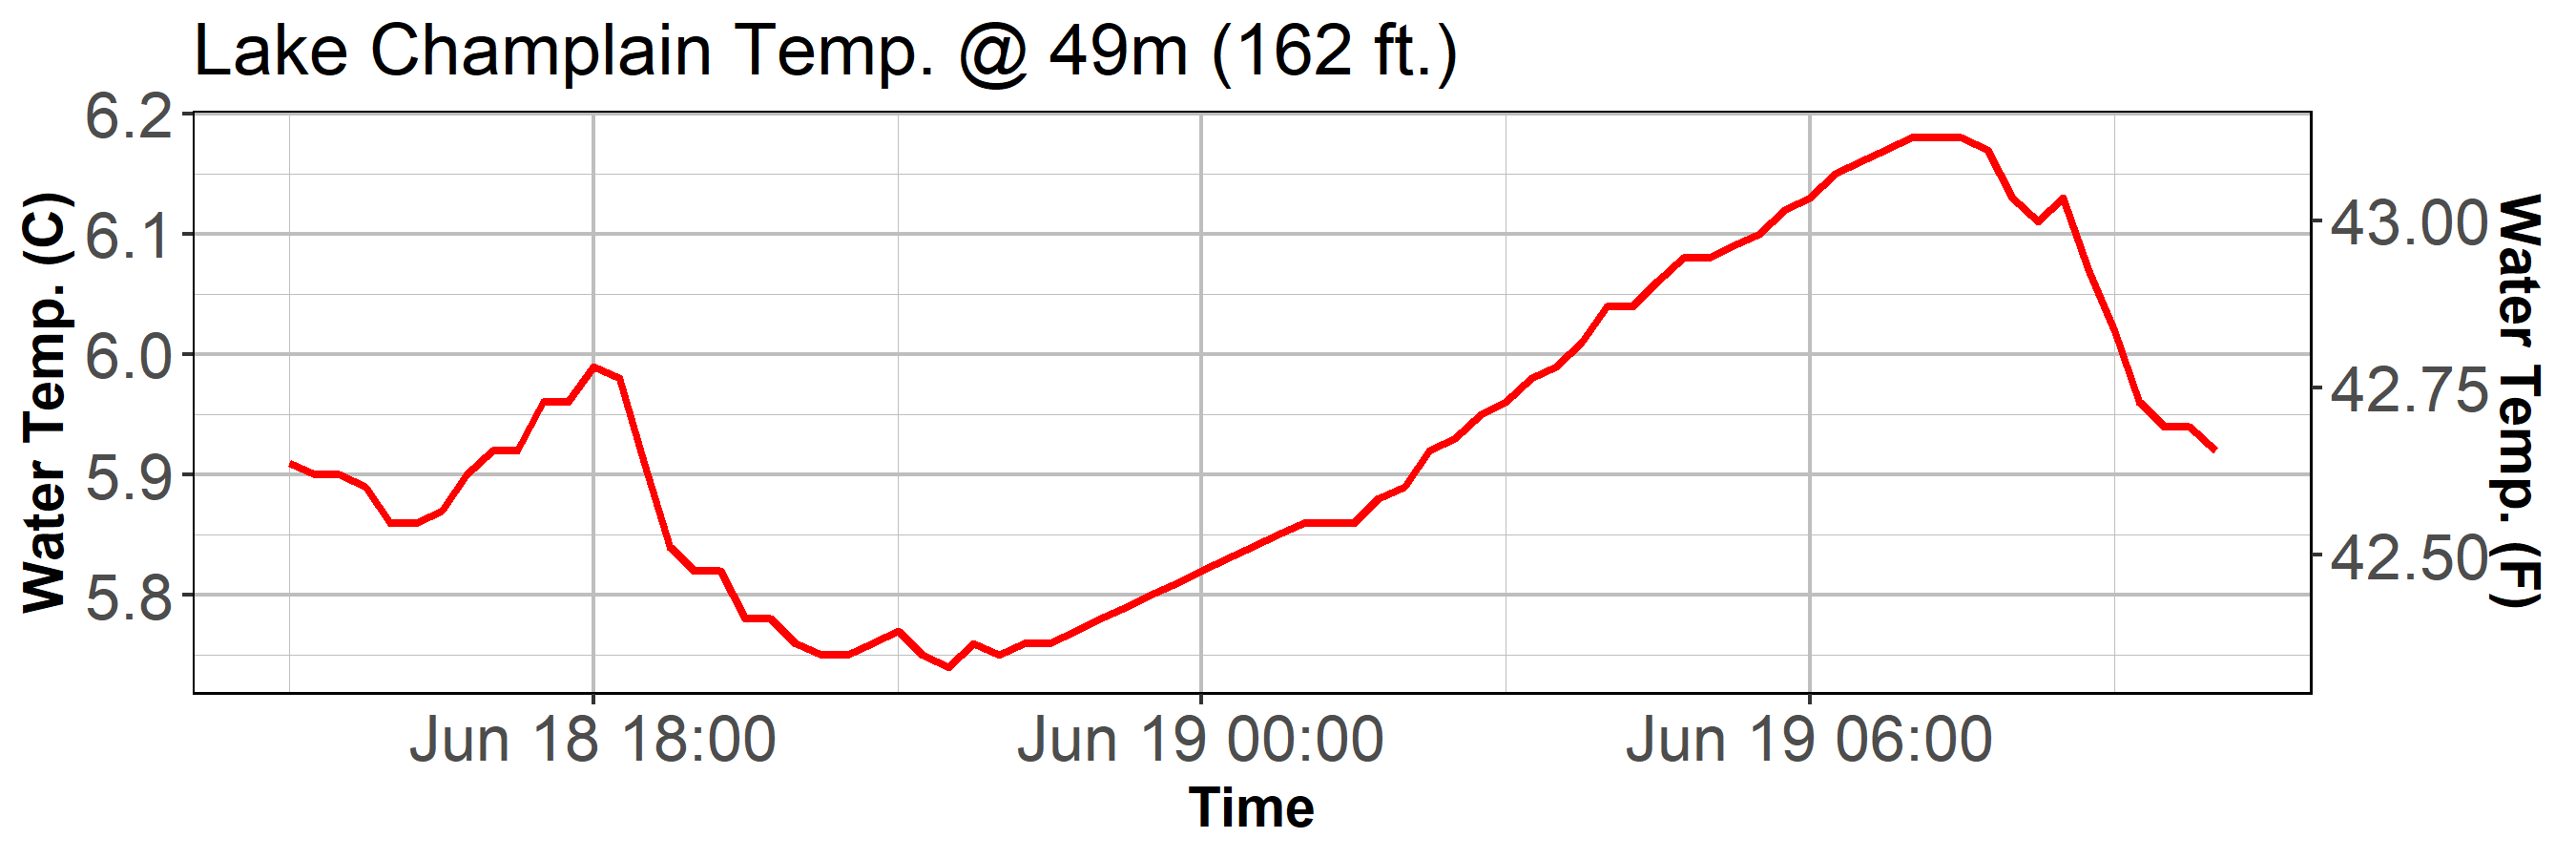 Lake Champlain Temp. @ 49m (162 ft.)
Water Temp. (C)
6.2
6.1
6.0
5.9
5.8
43.00
42.75
42.50
Water Temp. (F)
Jun 18 18:00 Jun 19 00:00 Jun 19 06:00
Time